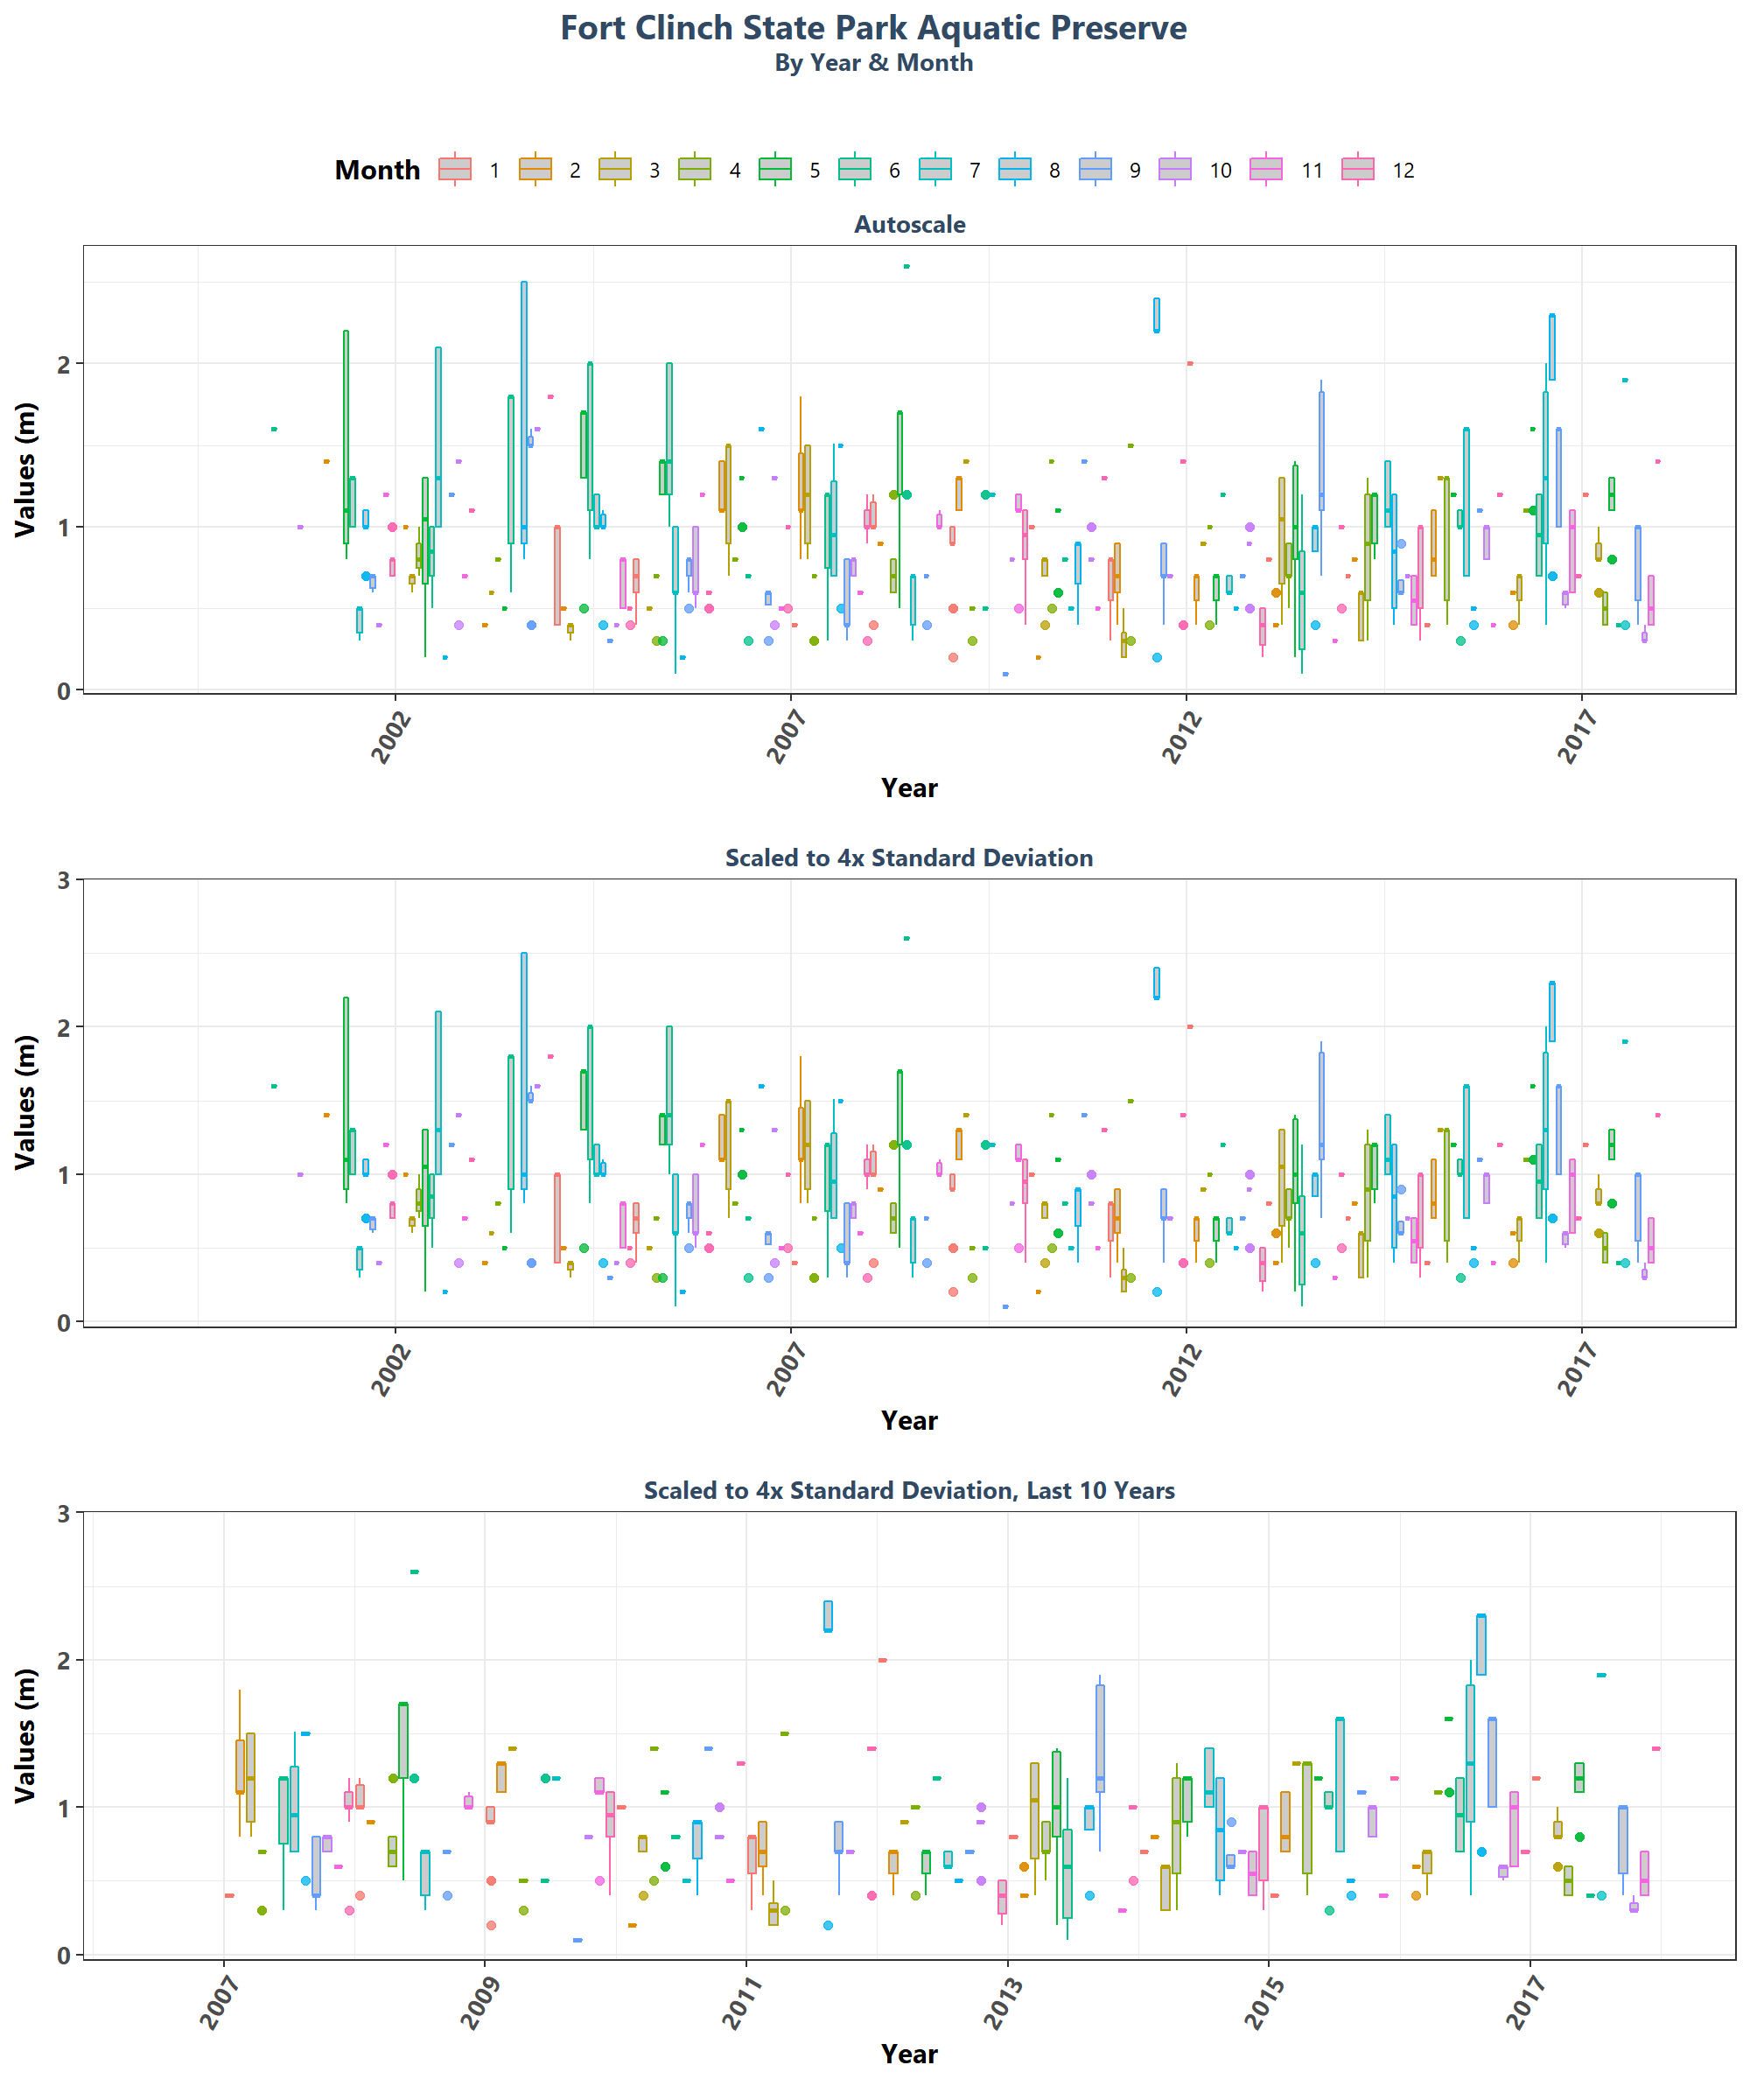 Fort Clinch State Park Aquatic Preserve
By Year & Month
Month 1 2 3 4 5 6 7 8 9 10 11 12
Autoscale
Values (m)
2
1
0
2002 2007 2012 2017
Year
Scaled to 4x Standard Deviation
Values (m)
3
2
1
0
2002 2007 2012 2017
Year
Scaled to 4x Standard Deviation, Last 10 Years
Values (m)
3
2
1
0
2007 2009 2011 2013 2015 2017
Year